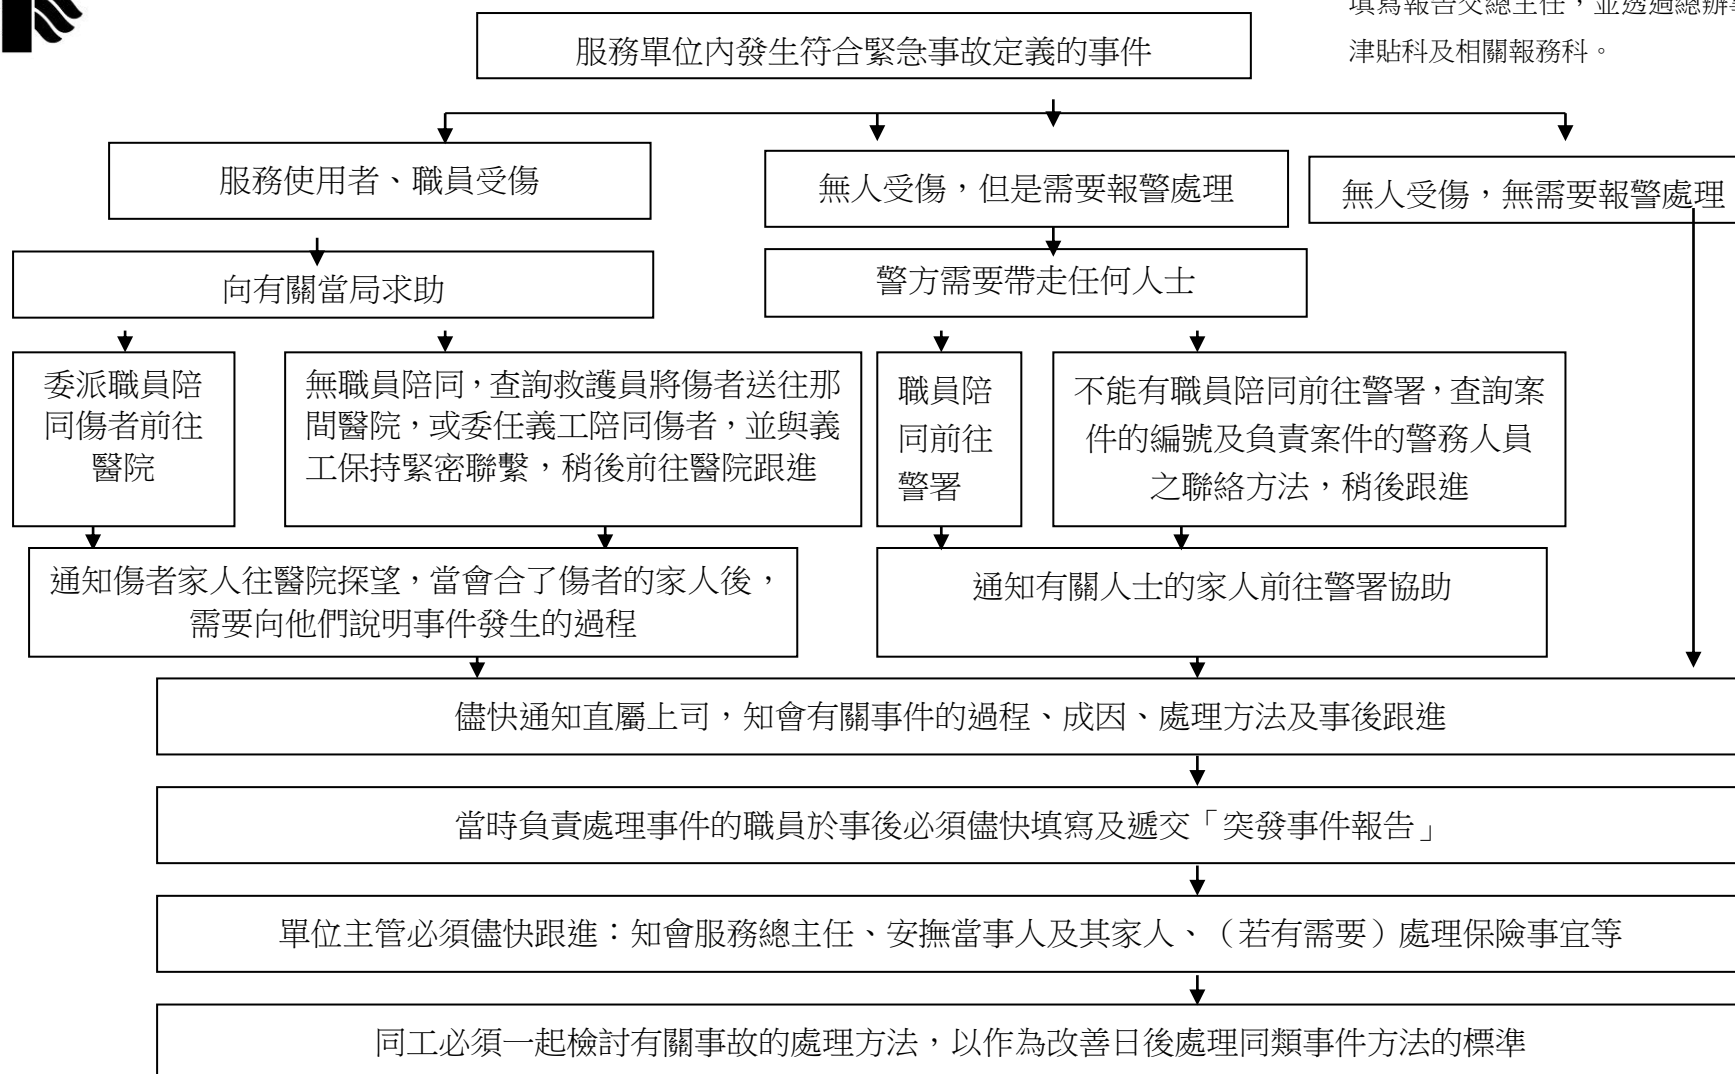 填寫報告交總主任，並透過總辦
津貼科及相關報務科。
服務單位內發生符合緊急事故定義的事件
服務使用者、職員受傷
無人受傷，但是需要報警處理
無人受傷，無需要報警處理
向有關當局求助
警方需要帶走任何人士
委派職員陪
同傷者前往
醫院
無職員陪同，查詢救護員將傷者送往那
間醫院，或委任義工陪同傷者，並與義
工保持緊密聯繫，稍後前往醫院跟進
職員陪
同前往
警署
不能有職員陪同前往警署，查詢案
件的編號及負責案件的警務人員
之聯絡方法，稍後跟進
通知傷者家人往醫院探望，當會合了傷者的家人後，
需要向他們說明事件發生的過程
通知有關人士的家人前往警署協助
儘快通知直屬上司，知會有關事件的過程、成因、處理方法及事後跟進
當時負責處理事件的職員於事後必須儘快填寫及遞交「突發事件報告」
單位主管必須儘快跟進：知會服務總主任、安撫當事人及其家人、（若有需要）處理保險事宜等
同工必須一起檢討有關事故的處理方法，以作為改善日後處理同類事件方法的標準